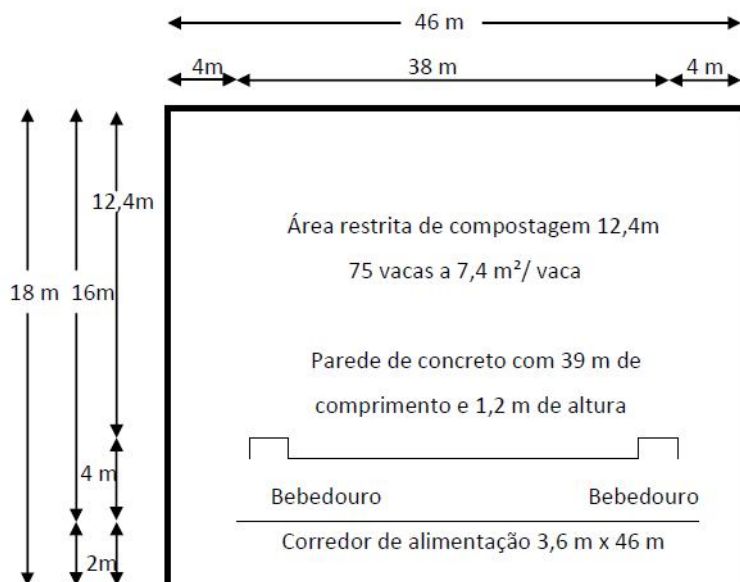 46 m
4m
38 m
4 m
12,4m
Área restrita de compostagem 12,4m
75 vacas a 7,4 m²/ vaca
18 m
16m
Parede de concreto com 39 m de
comprimento e 1,2 m de altura
4 m
Bebedouro
Bebedouro
Corredor de alimentação 3,6 m x 46 m
2m